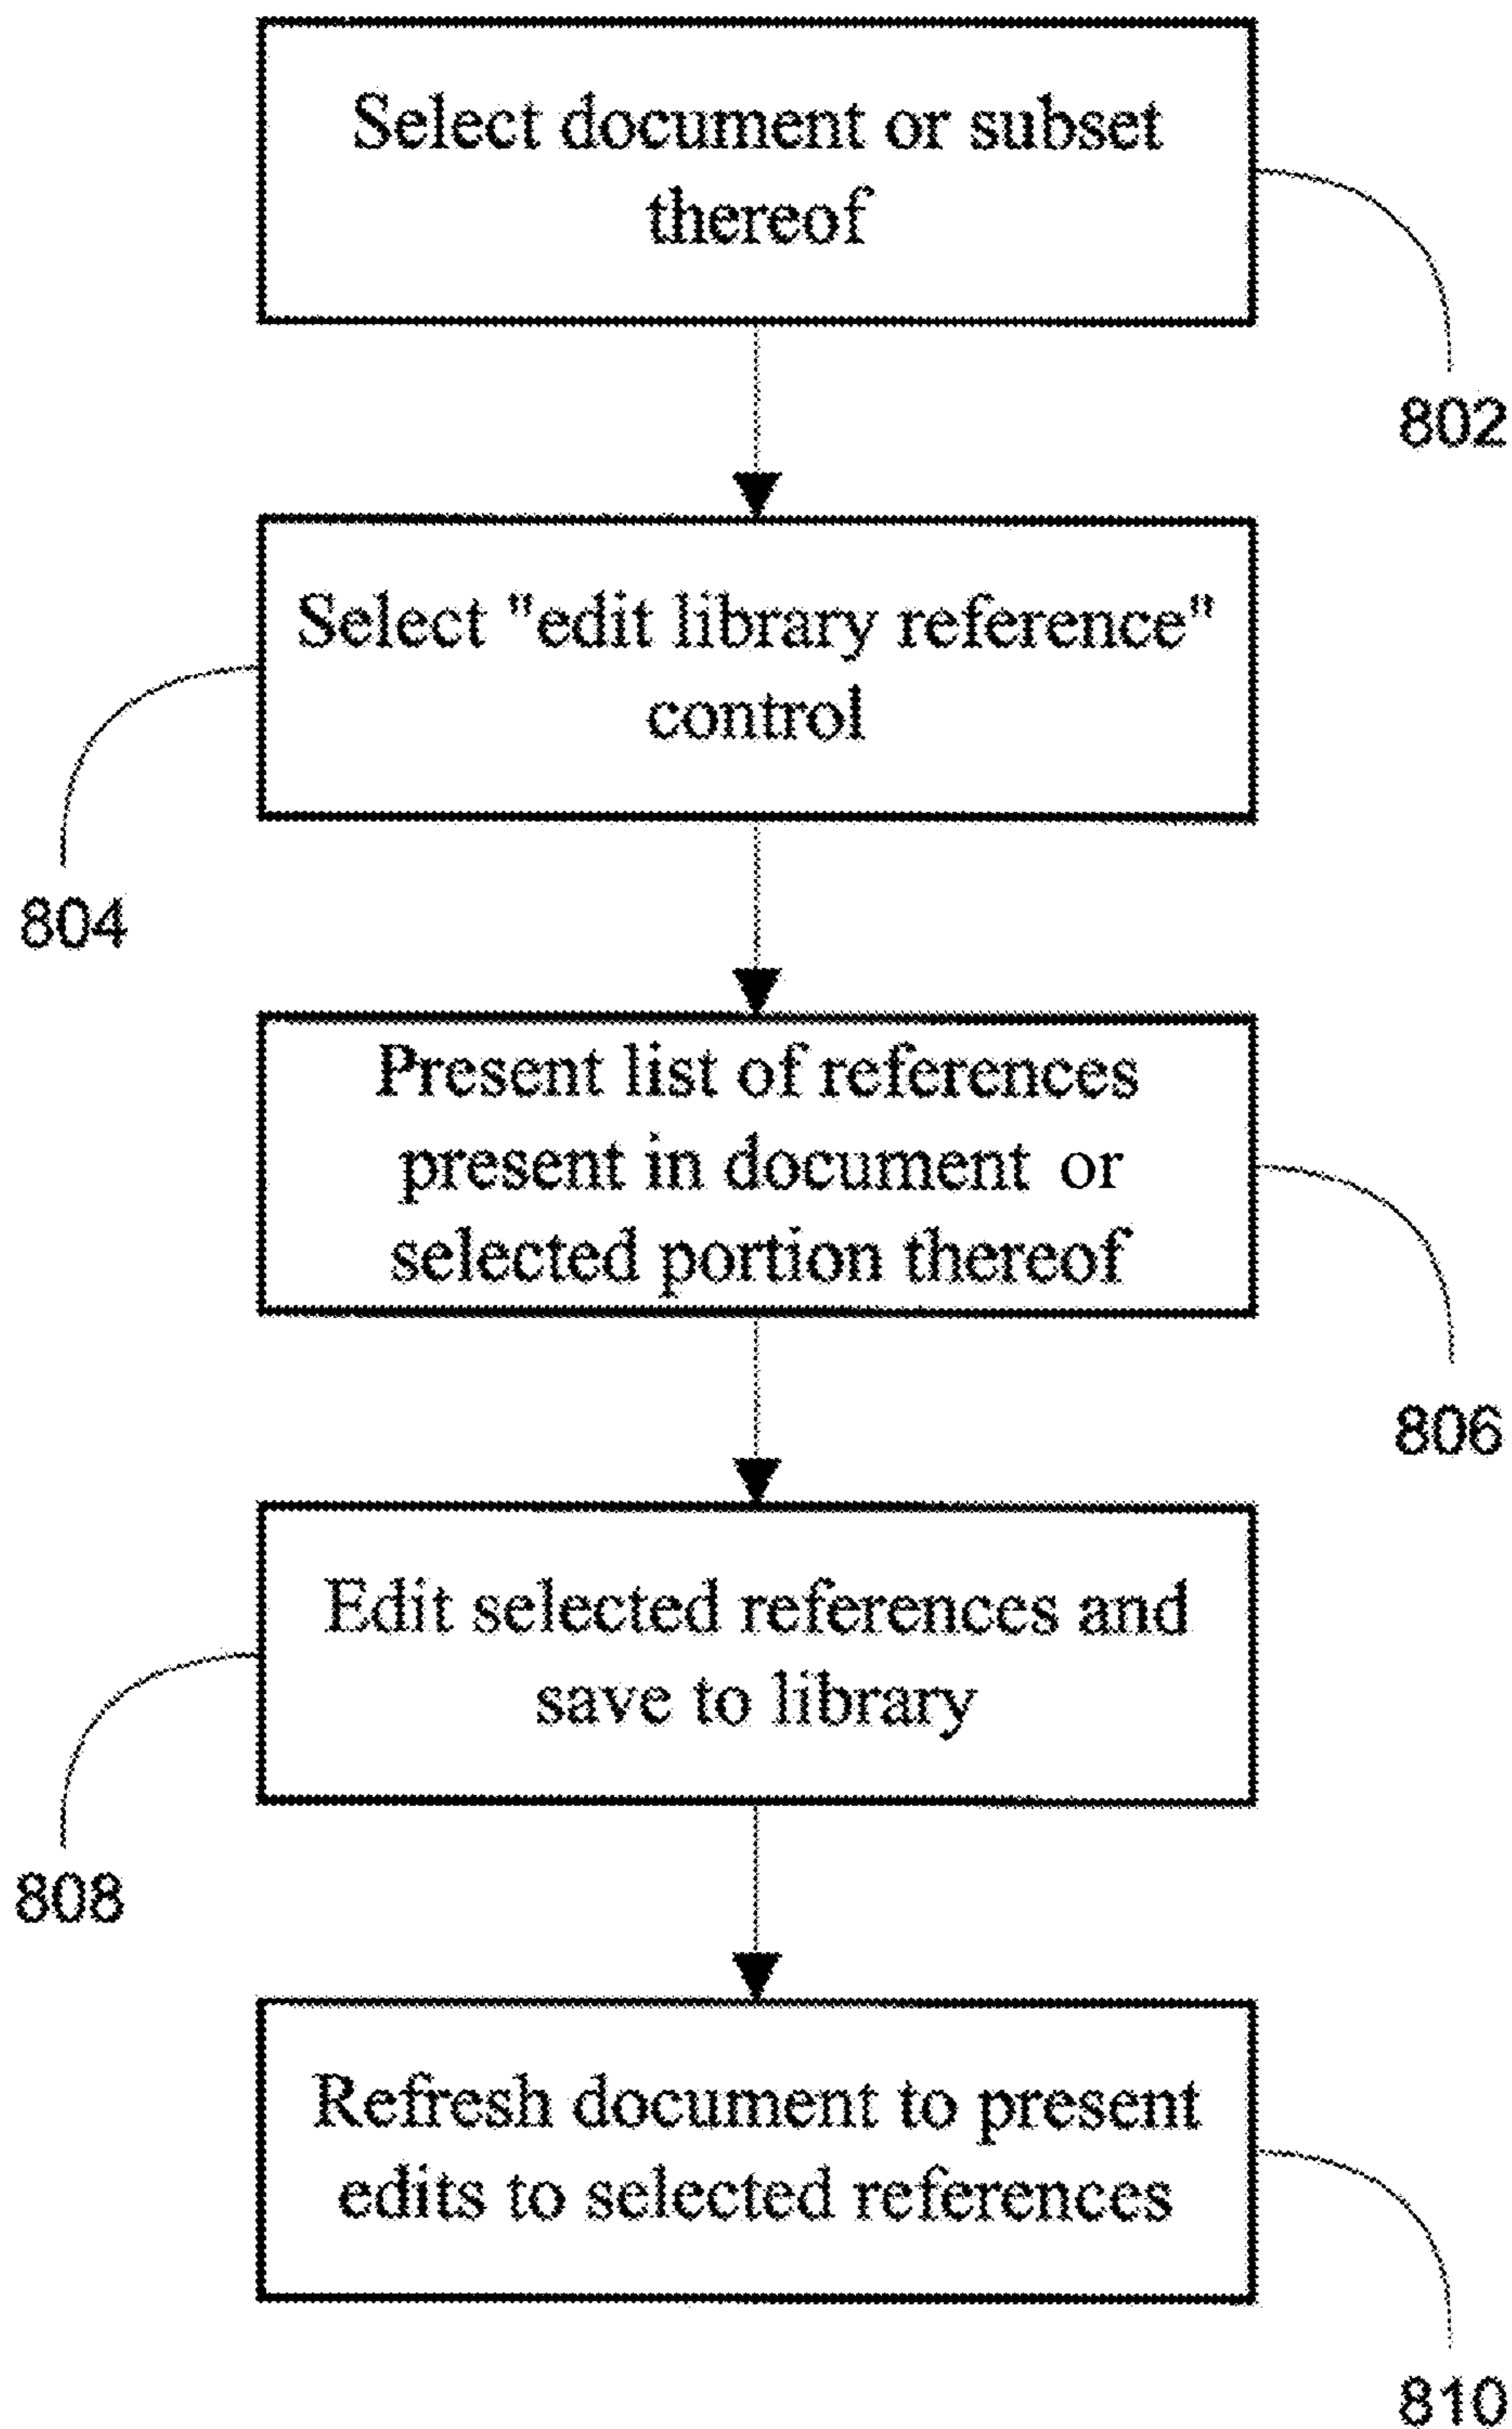 Select document or subset
thereof
802
Select "edit library reference"
control
804
Present list of references
present in document or
selected portion thereof
806
Edit selected references and
save to library
808
Refresh document to present
edits to selected references
810